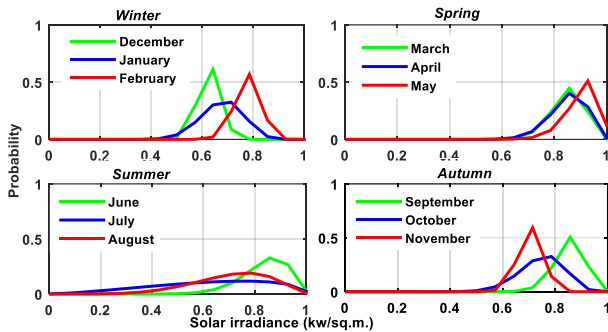 Winter
Spring
1
0.5
0
December
January
February
0 0.2 0.4 0.6 0.8 1
1
0.5
0
March
April
May
0 0.2 0.4 0.6 0.8 1
Probability
Summer
Autumn
1
0.5
0
June
July
August
0 0.2 0.4 0.6 0.8 1
1
0.5
0
September
October
November
0 0.2 0.4 0.6 0.8 1
Solar irradiance (kw/sq.m.)